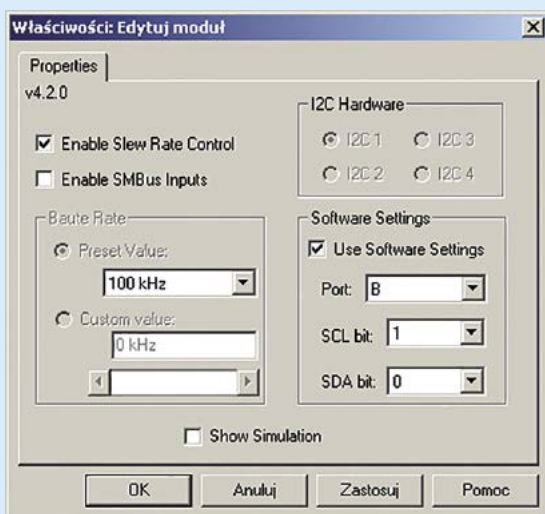 Właściwości: Edytuj moduł
Properties
v4.2.0
Enable Slew Rate Control
Enable SMBus Inputs
I2C Hardware
I2C 1 I2C 3
I2C 2 I2C 4
Baute Rate
Preset Value:
100 kHz
Custom value:
0 kHz
Software Settings
Use Software Settings
Port: B
SCL bit: 1
SDA bit: 0
Show Simulation
OK Anuluj Zastosuj Pomoc